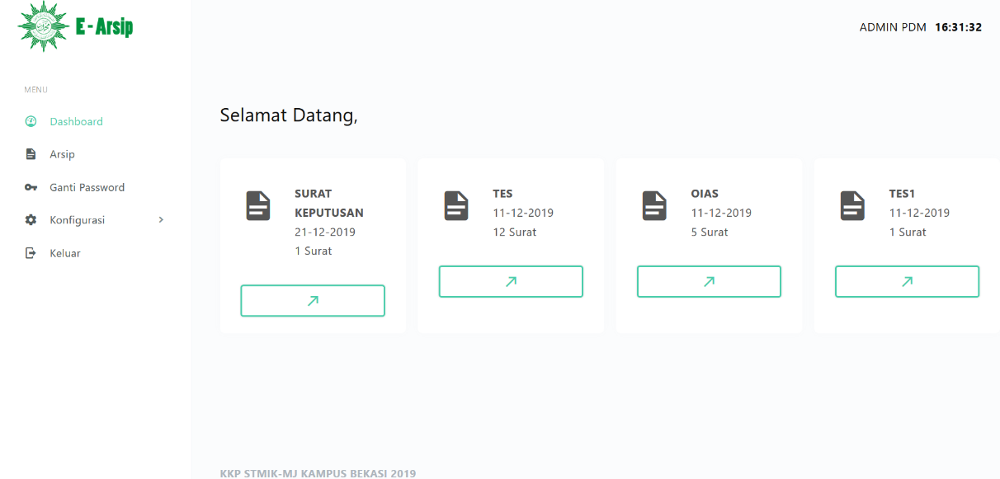 E - Arsip
ADMIN PDM 16:31:32
MENU
Dashboard
Arsip
Ganti Password
Konfigurasi
Keluar
Selamat Datang,
SURAT
KEPUTUSAN
21-12-2019
1 Surat
TES
11-12-2019
12 Surat
OIAS
11-12-2019
5 Surat
TES1
11-12-2019
1 Surat
KKP STMIK-MJ KAMPUS BEKASI 2019